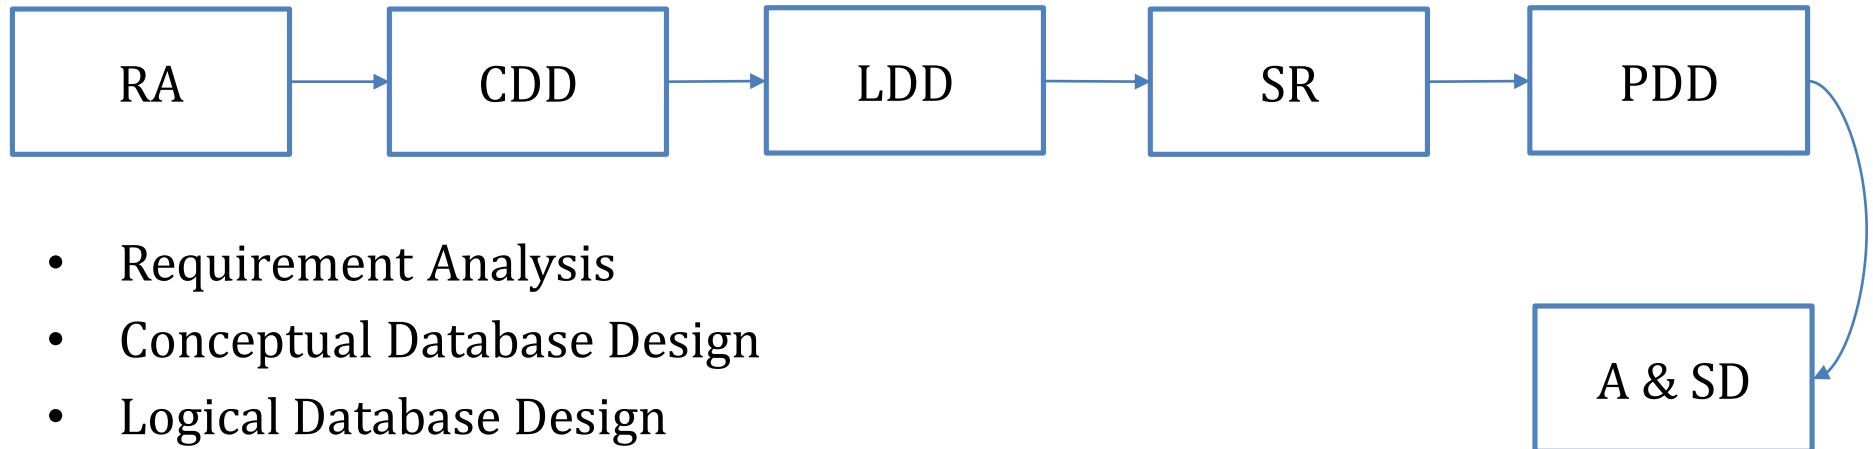 RA CDD LDD SR PDD
• Requirement Analysis
• Conceptual Database Design
A & SD
• Logical Database Design